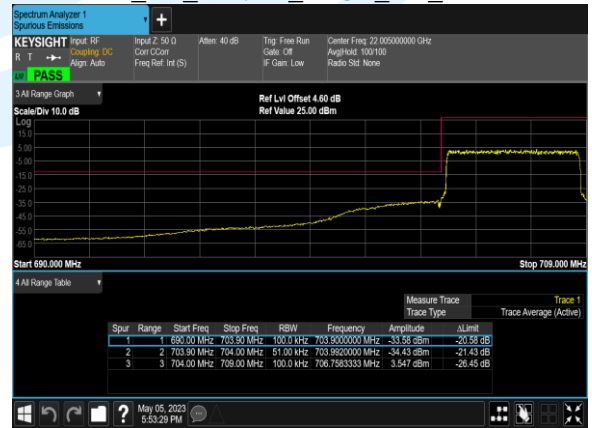 Spectrum Analyzer 1
Spurious Emissions
+
KEYSIGHT Input: RF Input Z: 50 Ω Atten: 40 dB Trig: Free Run Center Freq: 22.005000000 GHz
R T Coupling: DC Corr CCorr Gate: Off Avg|Hold: 100/100
Align: Auto Freq Ref: Int (S) IF Gain: Low Radio Std: None
LV PASS
3 All Range Graph
Ref Lvl Offset 4.60 dB
Scale/Div 10.0 dB Ref Value 25.00 dBm
Log
15.0
5.00
-5.00
-15.0
-25.0
-35.0
-45.0
-55.0
-65.0
Start 690.000 MHz Stop 709.000 MHz
4 All Range Table
Measure Trace Trace 1
Trace Type Trace Average (Active)
Spur Range Start Freq Stop Freq RBW Frequency Amplitude ΔLimit
1 1 690.00 MHz 703.90 MHz 100.0 kHz 703.9000000 MHz -33.58 dBm -20.58 dB
2 2 703.90 MHz 704.00 MHz 51.00 kHz 703.9920000 MHz -34.43 dBm -21.43 dB
3 3 704.00 MHz 709.00 MHz 100.0 kHz 706.7583333 MHz 3.547 dBm -26.45 dB
? May 05, 2023
5:53:29 PM